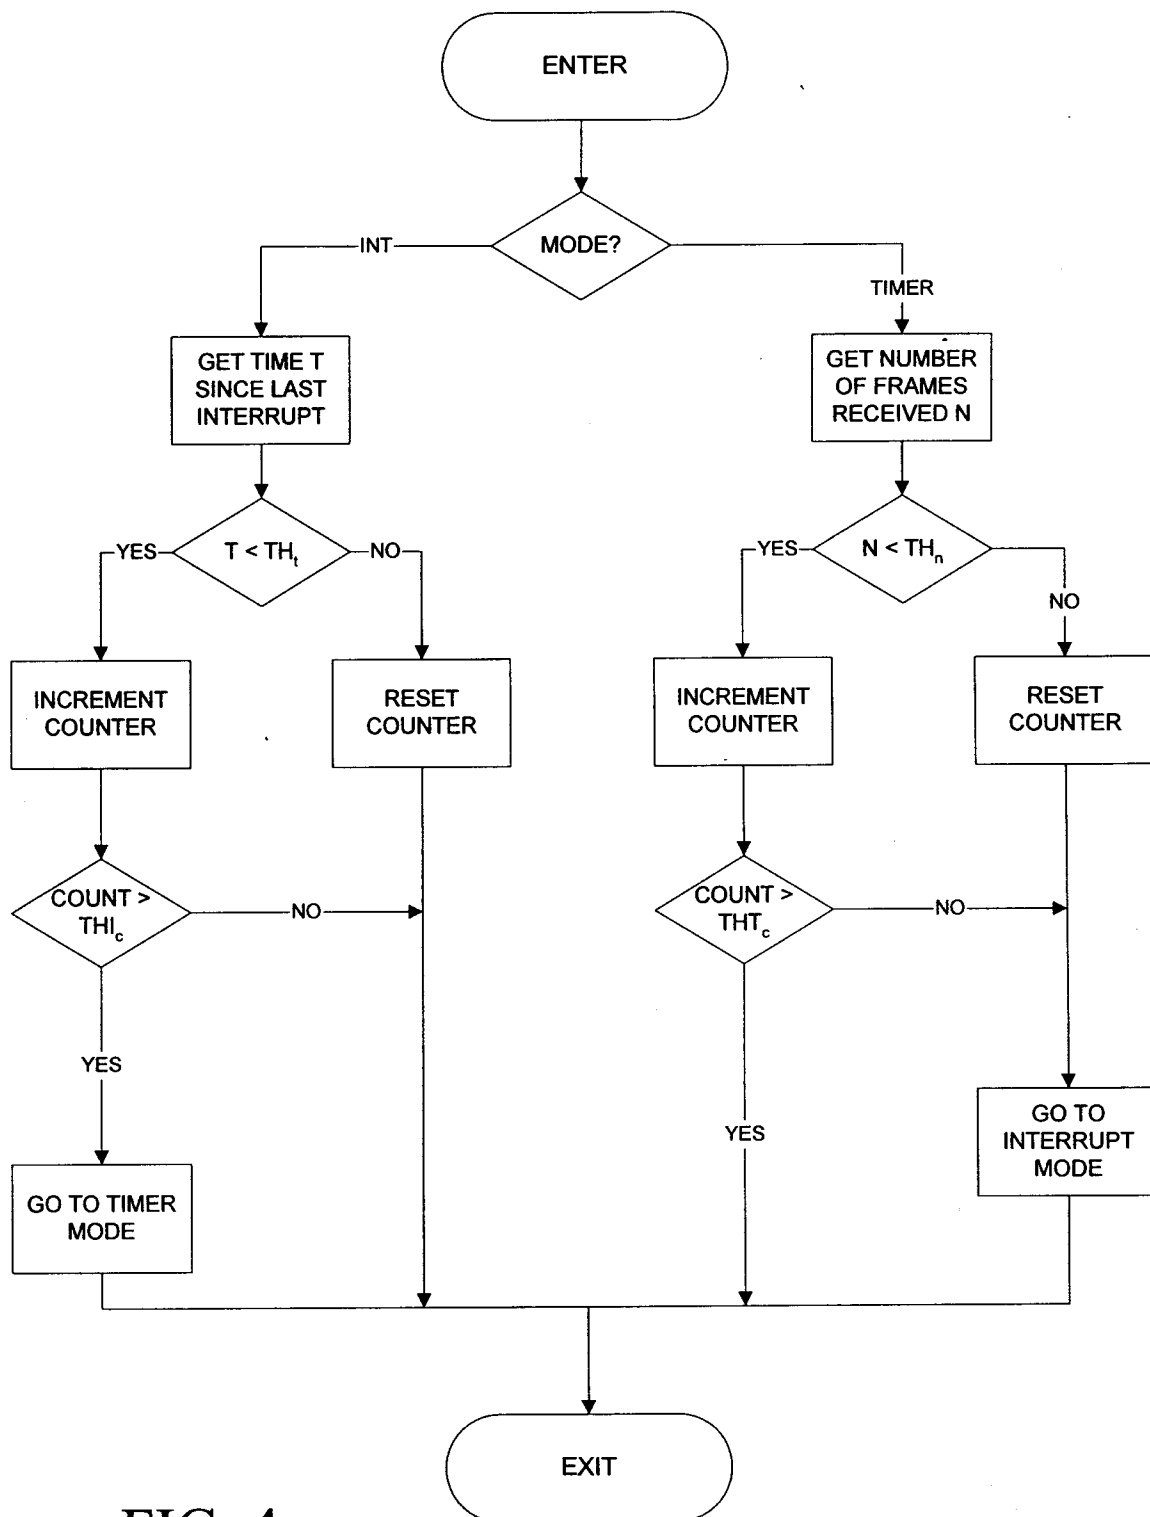 ENTER
MODE?
INT
TIMER
GET TIME T
SINCE LAST
INTERRUPT
GET NUMBER
OF FRAMES
RECEIVED N
YES
T < THt
NO
YES
N < THn
NO
INCREMENT
COUNTER
RESET
COUNTER
INCREMENT
COUNTER
RESET
COUNTER
COUNT >
THIc
NO
COUNT >
THTc
NO
YES
YES
GO TO
INTERRUPT
MODE
GO TO TIMER
MODE
EXIT
FIG. 4